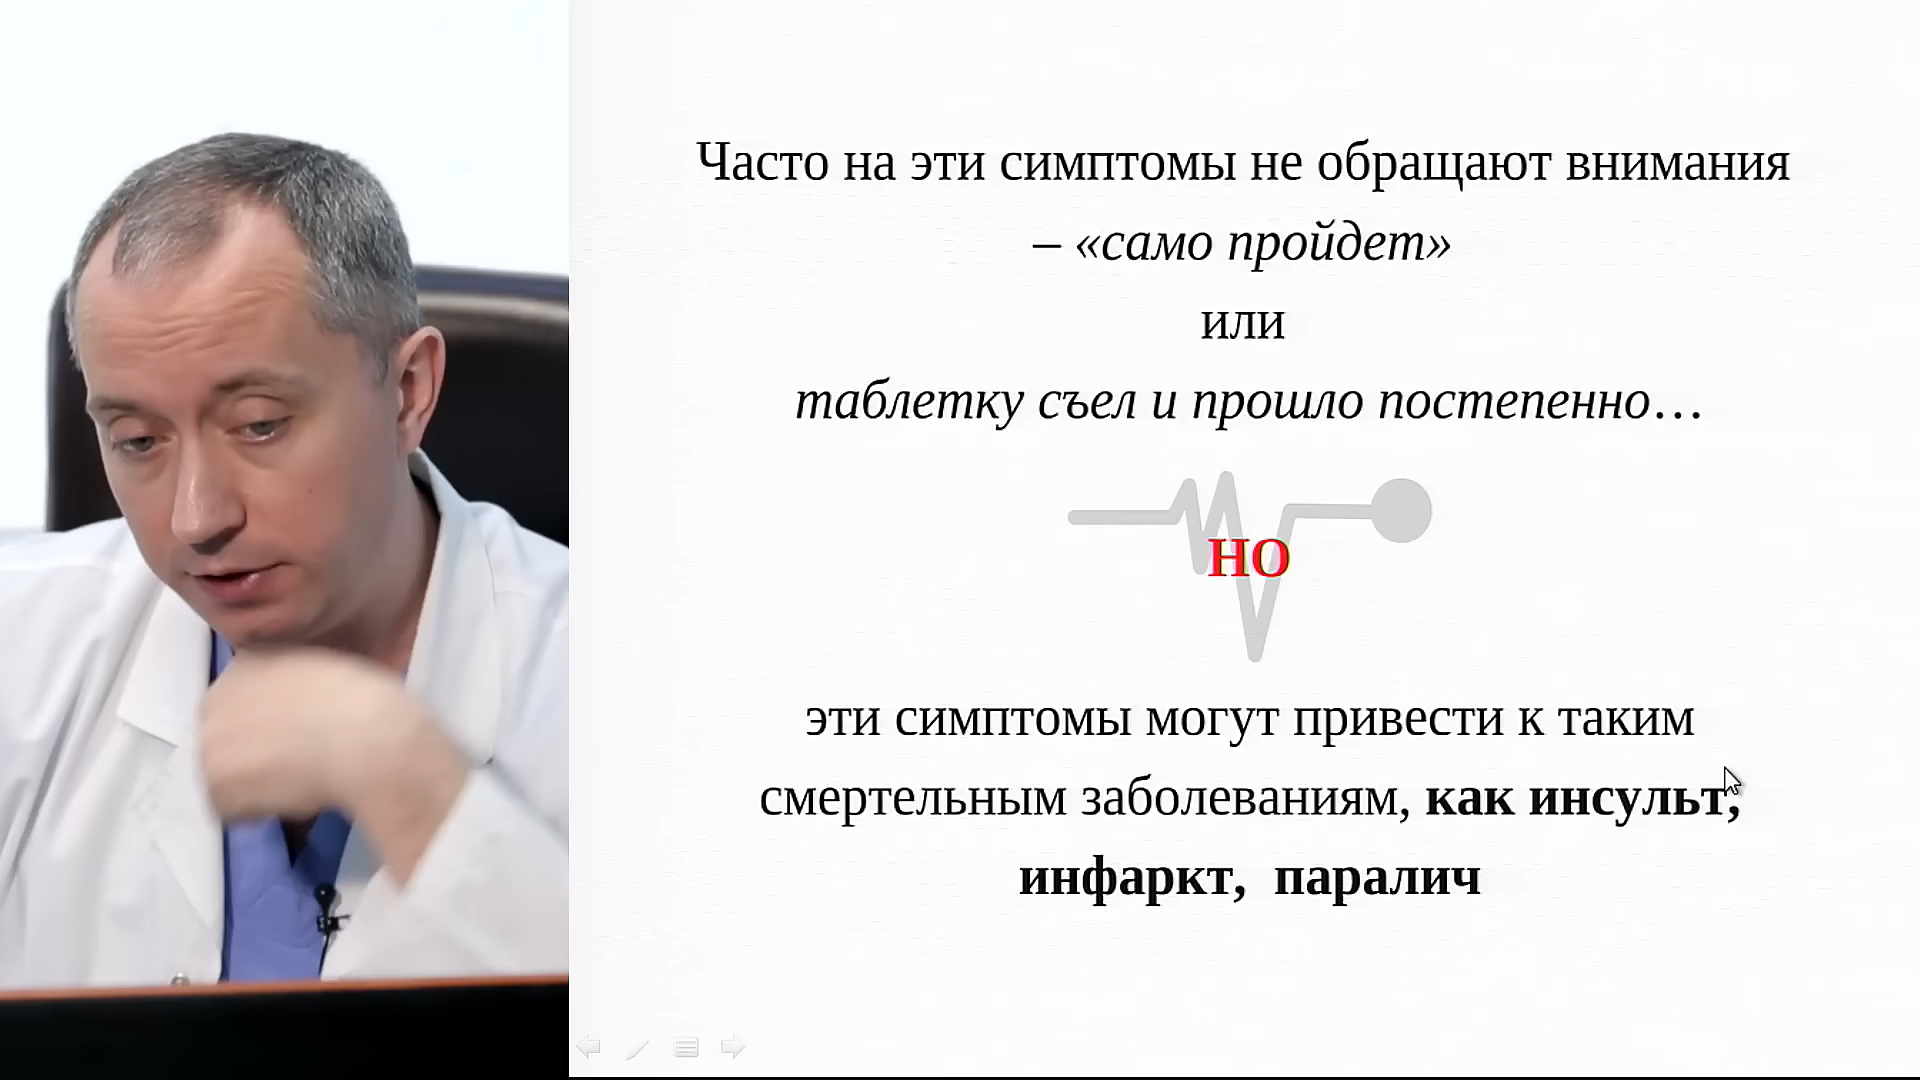 Часто на эти симптомы не обращают внимания
– «само пройдет»
или
таблетку съел и прошло постепенно…
НО
эти симптомы могут привести к таким
смертельным заболеваниям, как инсульт,
инфаркт, паралич